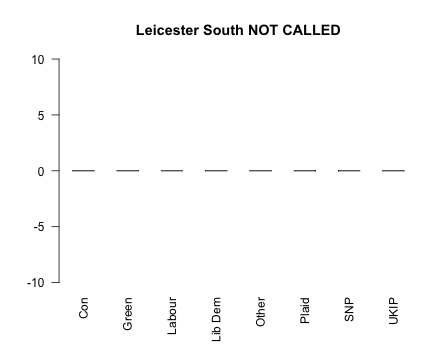 Leicester South NOT CALLED
10
5
0
-5
-10
Con
Green
Labour
Lib Dem
Other
Plaid
SNP
UKIP